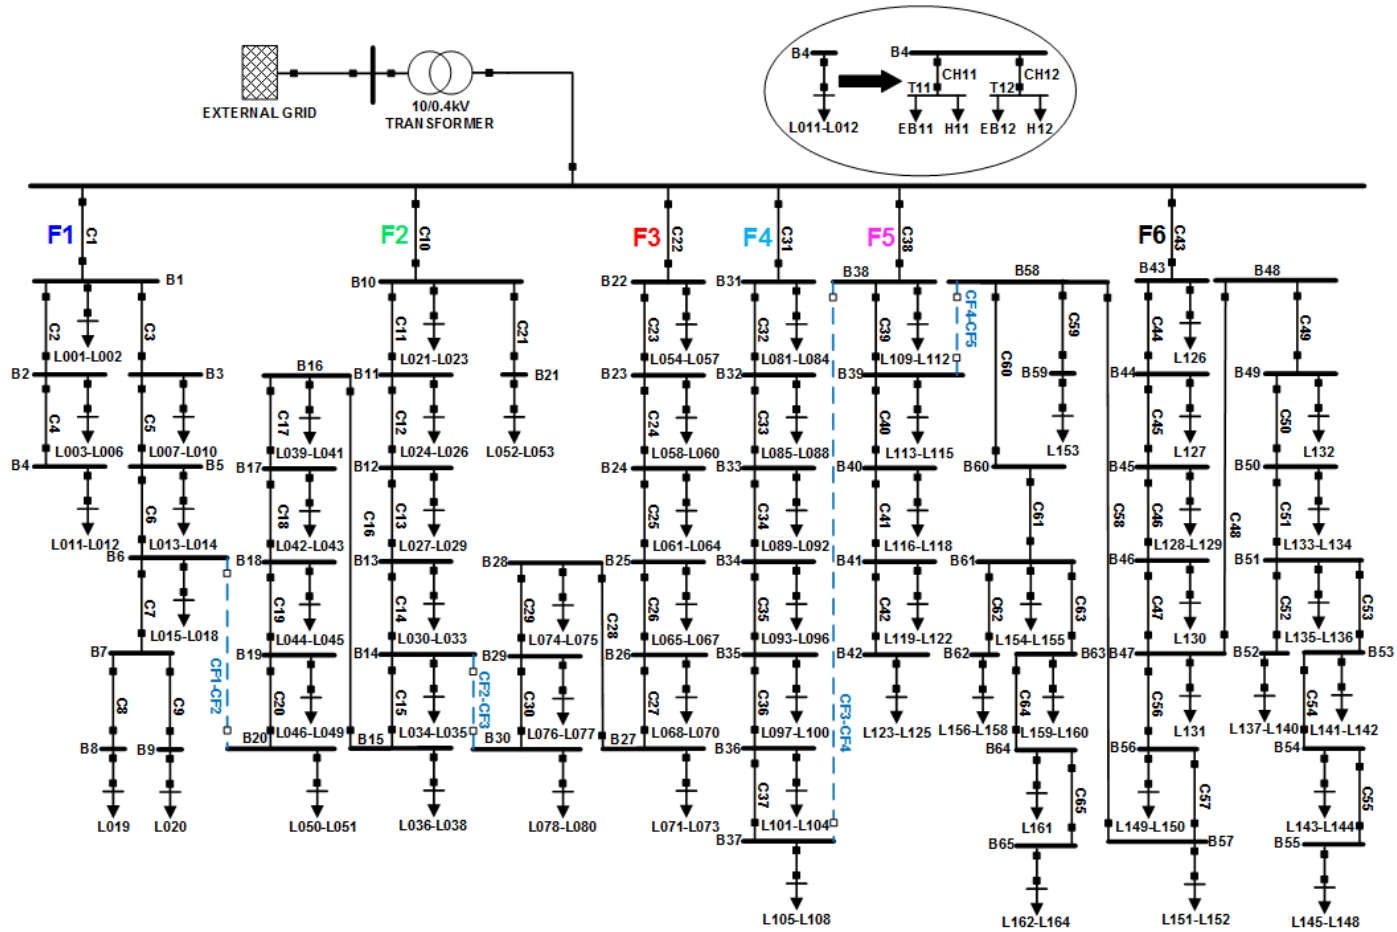 EXTERNAL GRID
10/0.4kV
TRANSFORMER
B4 B4
CH11 CH12
T11 T12
L011-L012 EB11 H11 EB12 H12
F1 C1 F2 C10 F3 C22 F4 C31 F5 C38 F6 C43
B1 B10 B22 B31 B38 B58 B43 B48
C2 C3 C11 C21 C23 C32 C39 CF4-CF5 C59 C44 C49
L001-L002 L021-L023 L054-L057 L081-L084 L109-L112 C60 L126
B2 B3 B16 B11 B21 B23 B32 B39 B59 B44 B49
C4 C5 C17 C12 C24 C33 C40 C45 C50
L003-L006 L007-L010 L039-L041 L024-L026 L052-L053 L058-L060 L085-L088 L113-L115 L153 L127 L132
B4 B5 B17 B12 B24 B33 B40 B60 B45 B50
C6 C18 C16 C13 C25 C34 C41 C61 C58 C46 C48 C51
L011-L012 L013-L014 L042-L043 L027-L029 L061-L064 L089-L092 L116-L118 L128-L129 L133-L134
B6 B18 B13 B28 B25 B34 B41 B61 B46 B51
C7 C19 C14 C29 C28 C26 C35 C42 C62 C63 C47 C52 C53
L015-L018 L044-L045 L030-L033 L074-L075 L065-L067 L093-L096 L119-L122 L154-L155 L130 L135-L136
B7 B19 B14 B29 B26 B35 B42 B62 B63 B47 B52 B53
C8 C9 CF1-CF2 C20 C15 CF2-CF3 C30 C27 C36 CF3-CF4 C64 C56 C54
L046-L049 L034-L035 L076-L077 L068-L070 L097-L100 L123-L125 L156-L158 L159-L160 L131 L137-L140 L141-L142
B8 B9 B20 B15 B30 B27 B36 B64 B56 B54
C37 C65 C57 C55
L019 L020 L050-L051 L036-L038 L078-L080 L071-L073 L101-L104 L161 L149-L150 L143-L144
B37 B65 B57 B55
L105-L108 L162-L164 L151-L152 L145-L148